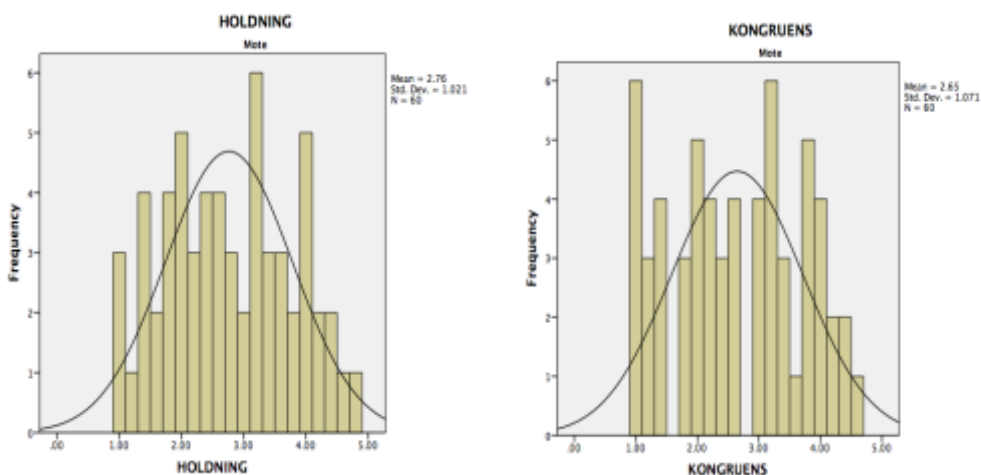 HOLDNING
Mote
Mean = 2.76
Std. Dev. = 1.021
N = 60
Frequency
6
5
4
3
2
1
0
.00 1.00 2.00 3.00 4.00 5.00
HOLDNING
KONGRUENS
Mote
Mean = 2.65
Std. Dev. = 1.071
N = 60
Frequency
6
5
4
3
2
1
0
.00 1.00 2.00 3.00 4.00 5.00
KONGRUENS